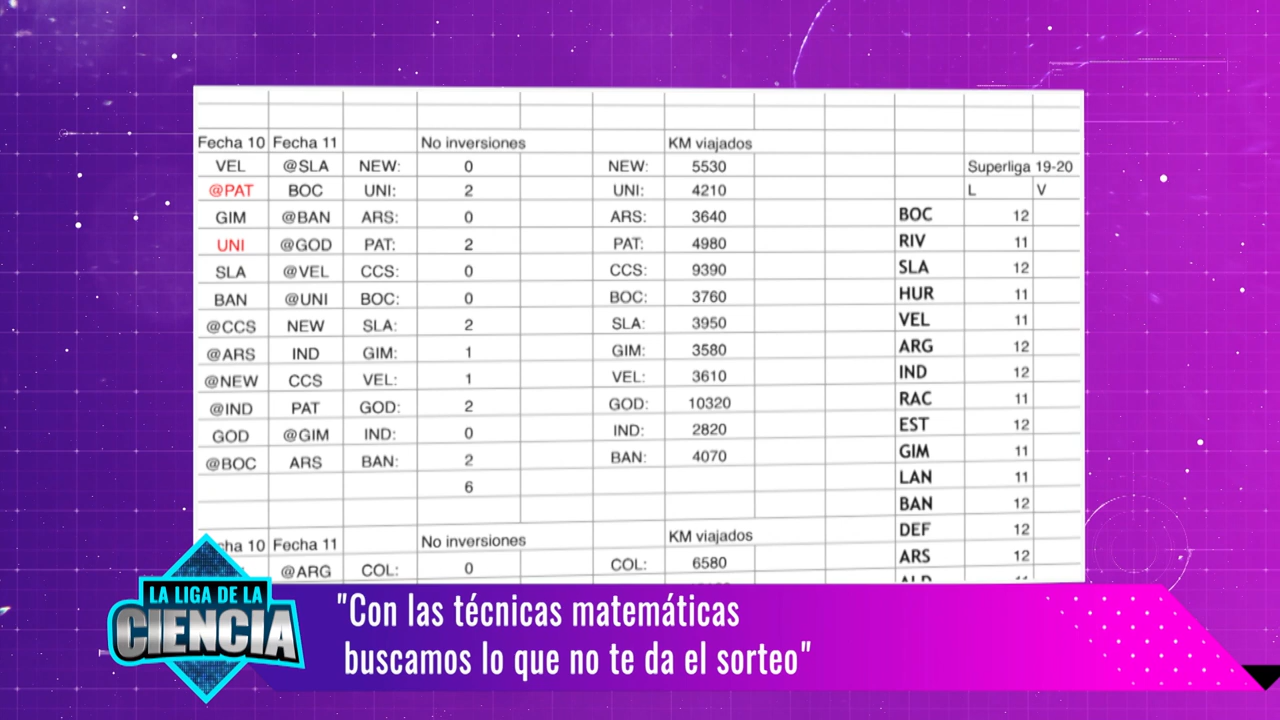 Fecha 10 Fecha 11 No inversiones KM viajados
VEL @SLA NEW: 0 NEW: 5530 Superliga 19-20
@PAT BOC UNI: 2 UNI: 4210 L V
GIM @BAN ARS: 0 ARS: 3640 BOC 12
UNI @GOD PAT: 2 PAT: 4980 RIV 11
SLA @VEL CCS: 0 CCS: 9390 SLA 12
BAN @UNI BOC: 0 BOC: 3760 HUR 11
@CCS NEW SLA: 2 SLA: 3950 VEL 11
@ARS IND GIM: 1 GIM: 3580 ARG 12
@NEW CCS VEL: 1 VEL: 3610 IND 12
@IND PAT GOD: 2 GOD: 10320 RAC 11
GOD @GIM IND: 0 IND: 2820 EST 12
@BOC ARS BAN: 2 BAN: 4070 GIM 11
6 LAN 11
BAN 12
Fecha 11 No inversiones KM viajados DEF 12
@ARG COL: 0 COL: 6580 ARS 12
LA LIGA DE LA
CIENCIA
"Con las técnicas matemáticas
buscamos lo que no te da el sorteo"